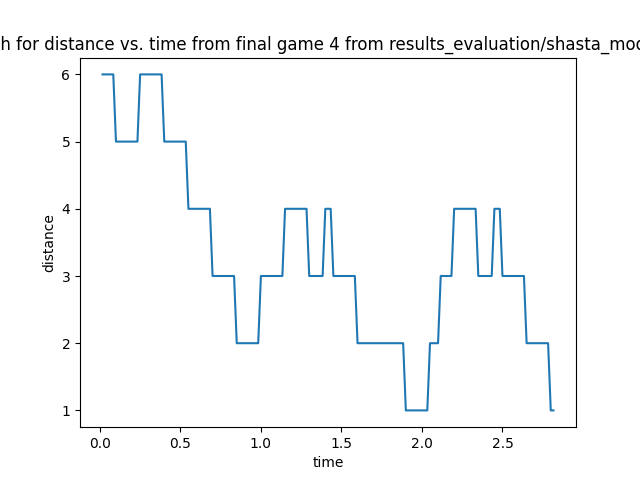 h for distance vs. time from final game 4 from results_evaluation/shasta_moc
6
5
4
3
2
1
distance
0.0 0.5 1.0 1.5 2.0 2.5
time